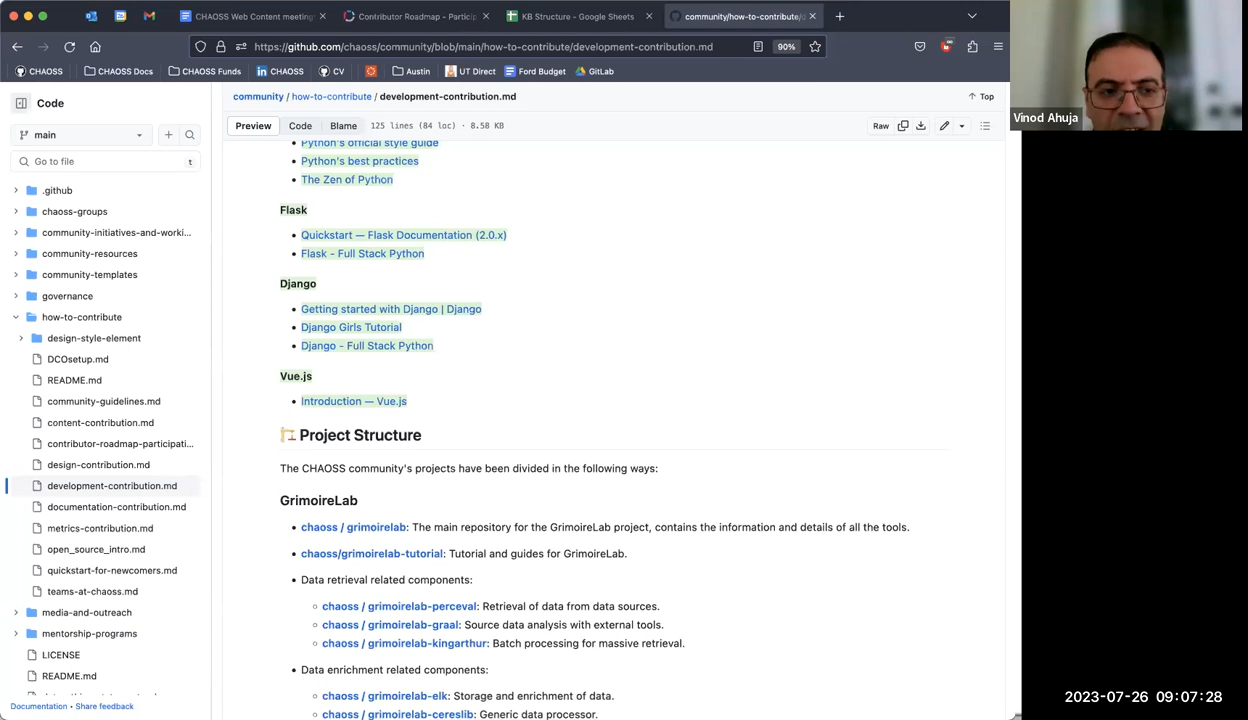 CHAOSS Web Content meeting
Contributor Roadmap - Particip
KB Structure - Google Sheets
community/how-to-contribute/d
https://github.com/chaoss/community/blob/main/how-to-contribute/development-contribution.md
90%
CHAOSS
CHAOSS Docs
CHAOSS Funds
CHAOSS
CV
Austin
UT Direct
Ford Budget
GitLab
Vinod Ahuja
Code
community / how-to-contribute / development-contribution.md
Top
main
Preview
Code
Blame
125 lines (84 loc) · 8.58 KB
Raw
Go to file
t
.github
chaoss-groups
community-initiatives-and-worki...
community-resources
community-templates
governance
how-to-contribute
design-style-element
DCOsetup.md
README.md
community-guidelines.md
content-contribution.md
contributor-roadmap-participati...
design-contribution.md
development-contribution.md
documentation-contribution.md
metrics-contribution.md
open_source_intro.md
quickstart-for-newcomers.md
teams-at-chaoss.md
media-and-outreach
mentorship-programs
LICENSE
README.md
Documentation • Share feedback
Python's official style guide
Python's best practices
The Zen of Python
Flask
Quickstart — Flask Documentation (2.0.x)
Flask - Full Stack Python
Django
Getting started with Django | Django
Django Girls Tutorial
Django - Full Stack Python
Vue.js
Introduction — Vue.js
Project Structure
The CHAOSS community's projects have been divided in the following ways:
GrimoireLab
chaoss / grimoirelab: The main repository for the GrimoireLab project, contains the information and details of all the tools.
chaoss/grimoirelab-tutorial: Tutorial and guides for GrimoireLab.
Data retrieval related components:
chaoss / grimoirelab-perceval: Retrieval of data from data sources.
chaoss / grimoirelab-graal: Source data analysis with external tools.
chaoss / grimoirelab-kingarthur: Batch processing for massive retrieval.
Data enrichment related components:
chaoss / grimoirelab-elk: Storage and enrichment of data.
chaoss / grimoirelab-cereslib: Generic data processor.
2023-07-26 09:07:28